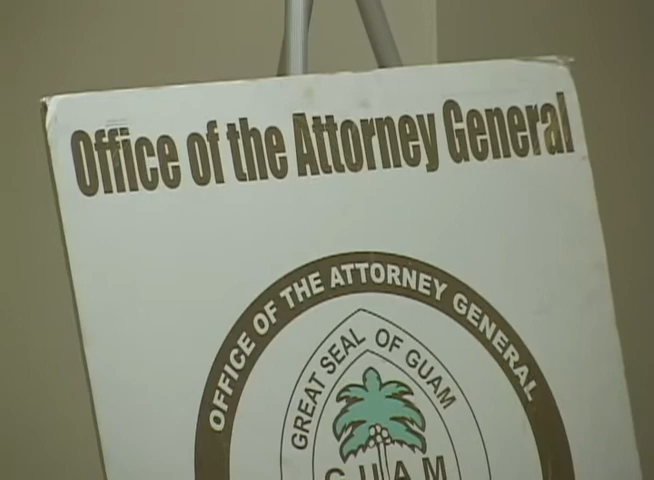 Office of the Attorney General
OFFICE OF THE ATTORNEY GENERAL
GREAT SEAL OF GUAM
GUAM